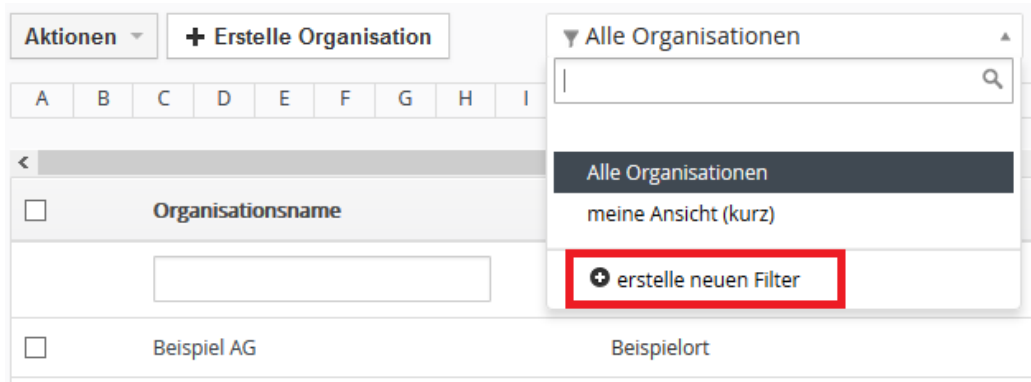 Aktionen + Erstelle Organisation Alle Organisationen
A B C D E F G H I
Alle Organisationen
Organisationsname
meine Ansicht (kurz)
erstelle neuen Filter
Beispiel AG Beispielort